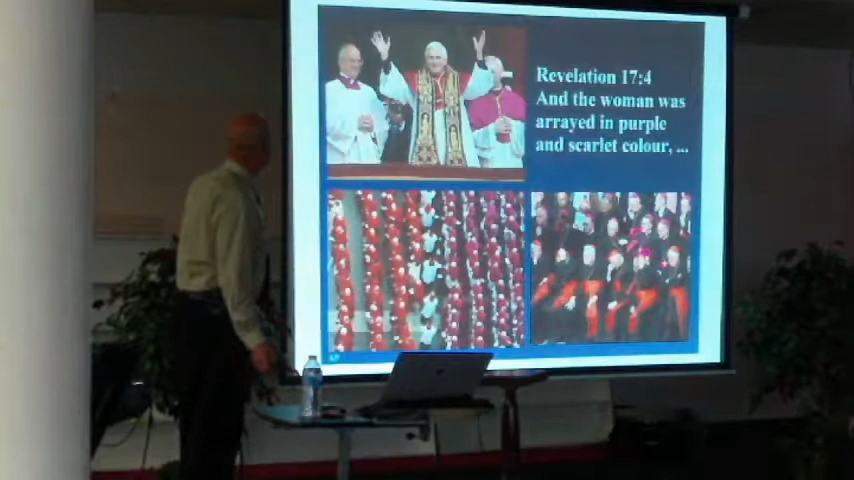 Revelation 17:4
And the woman was
arrayed in purple
and scarlet colour, ...